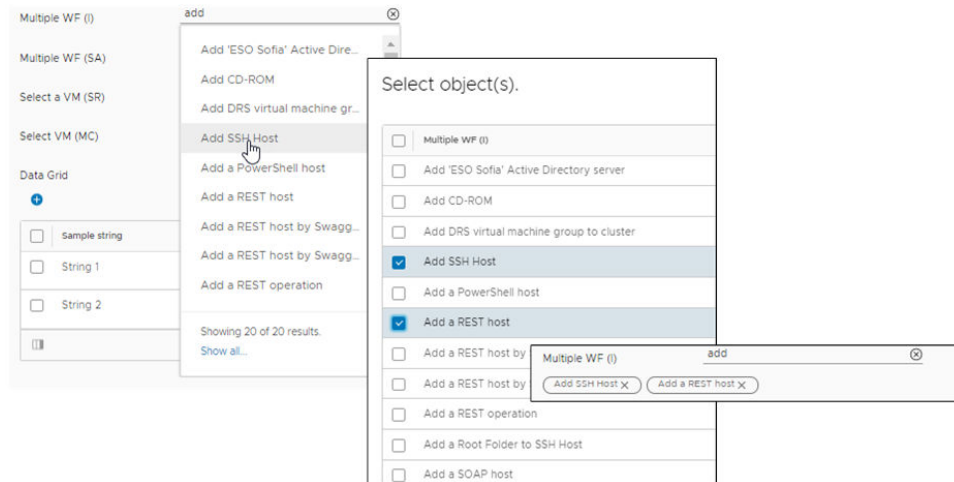 Multiple WF (I)
add
Multiple WF (SA)
Select a VM (SR)
Select VM (MC)
Data Grid
Sample string
String 1
String 2
Add 'ESO Sofia' Active Dire...
Add CD-ROM
Add DRS virtual machine gr...
Add SSH Host
Add a PowerShell host
Add a REST host
Add a REST host by Swagg...
Add a REST host by Swagg...
Add a REST operation
Showing 20 of 20 results.
Show all...
Select object(s).
Multiple WF (I)
Add 'ESO Sofia' Active Directory server
Add CD-ROM
Add DRS virtual machine group to cluster
Add SSH Host
Add a PowerShell host
Add a REST host
Add a REST host by
Add a REST host by
Add a REST operation
Add a Root Folder to SSH Host
Add a SOAP host
Multiple WF (I)
add
Add SSH Host
Add a REST host